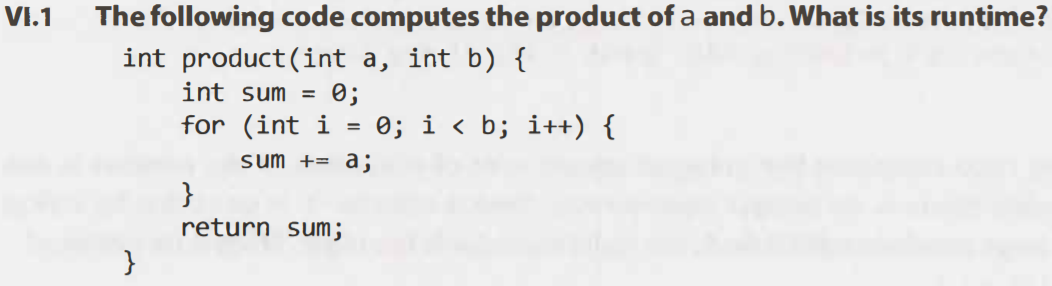 VI.1 The following code computes the product of a and b. What is its runtime?
int product(int a, int b) {
int sum = 0;
for (int i = 0; i < b; i++) {
sum += a;
}
return sum;
}